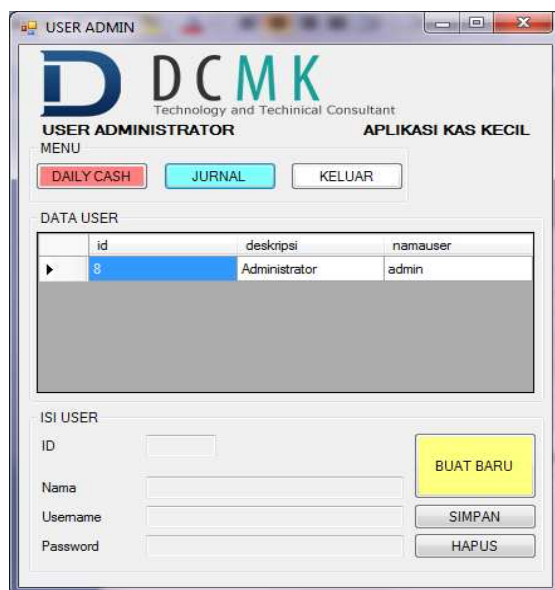 USER ADMIN
D DCMK
Technology and Techinical Consultant
USER ADMINISTRATOR APLIKASI KAS KECIL
MENU
DAILY CASH JURNAL KELUAR
DATA USER
id deskripsi namauser
8 Administrator admin
ISI USER
ID
BUAT BARU
Nama
Username SIMPAN
Password HAPUS